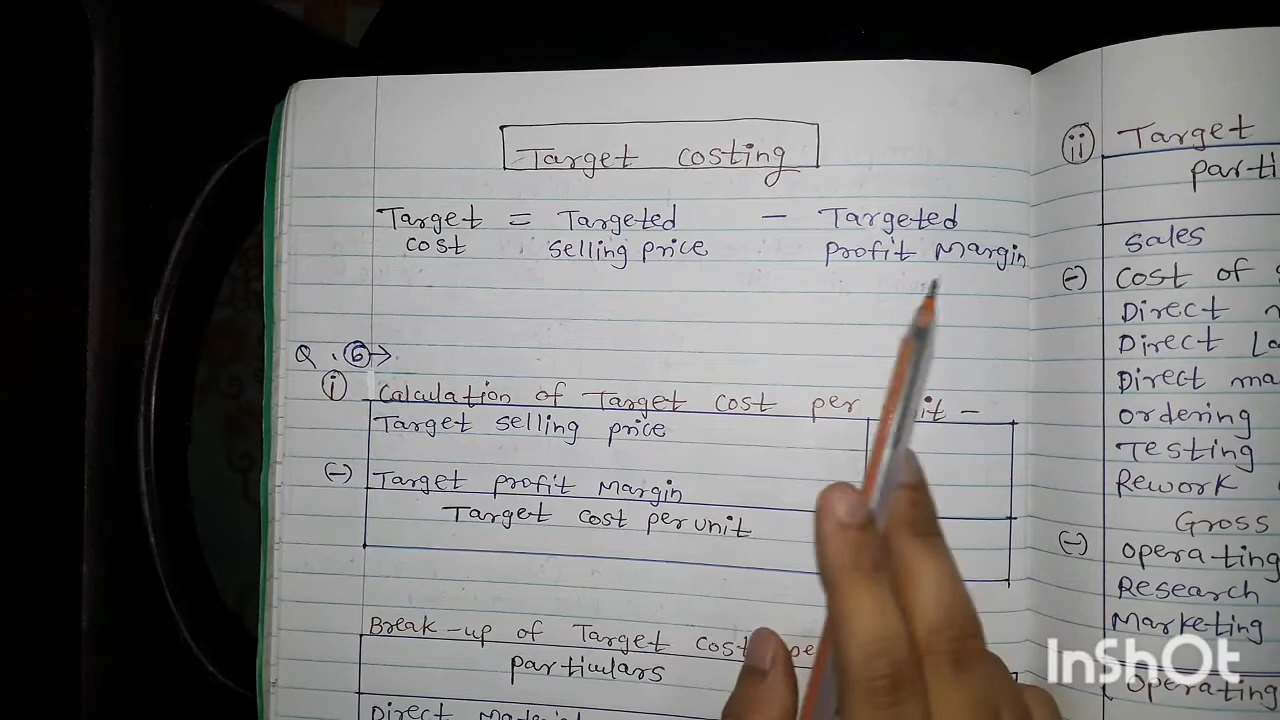 Target costing
Target = Targeted - Targeted
cost selling price profit Margin
Q. 6 →
i Calculation of Target cost per
Target selling price
(-) Target profit Margin
Target cost per unit
Break-up of Target cost
particulars
Direct
ii Target
Sales
(-) Cost of
Direct
Direct
Direct
ordering
Testing
Rework
Gross
(-) operating
Research
Marketing
operating
InShOt